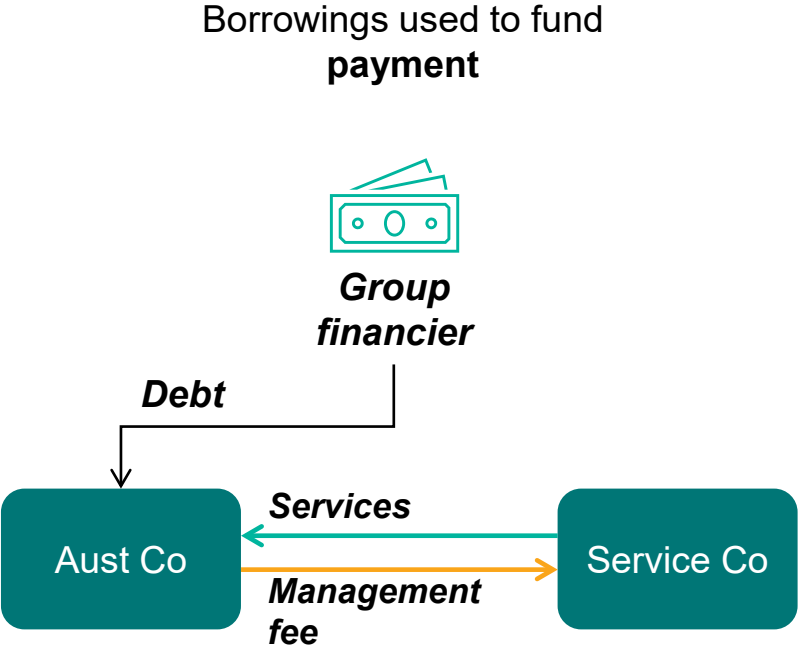 Borrowings used to fund
payment
Group
financier
Debt
Services
Aust Co
Service Co
Management
fee